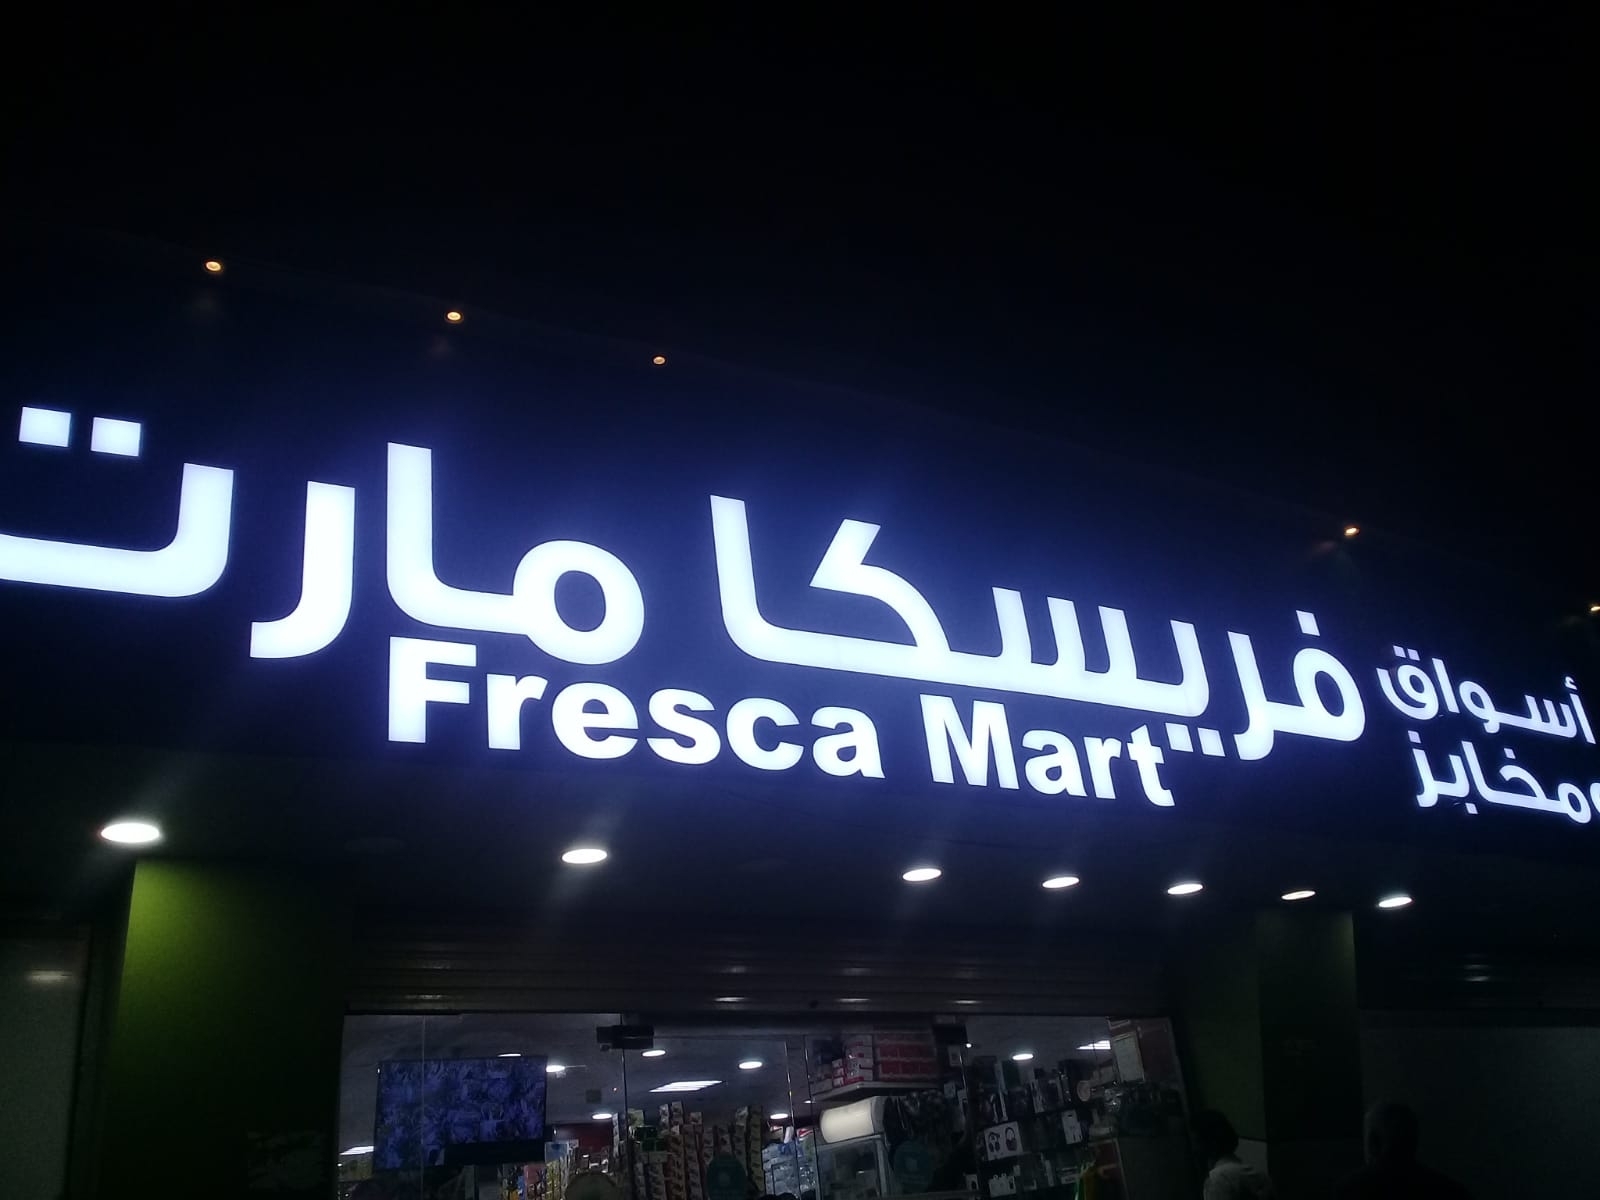 أسواق
ومخابز
فريسكا مارت
Fresca Mart